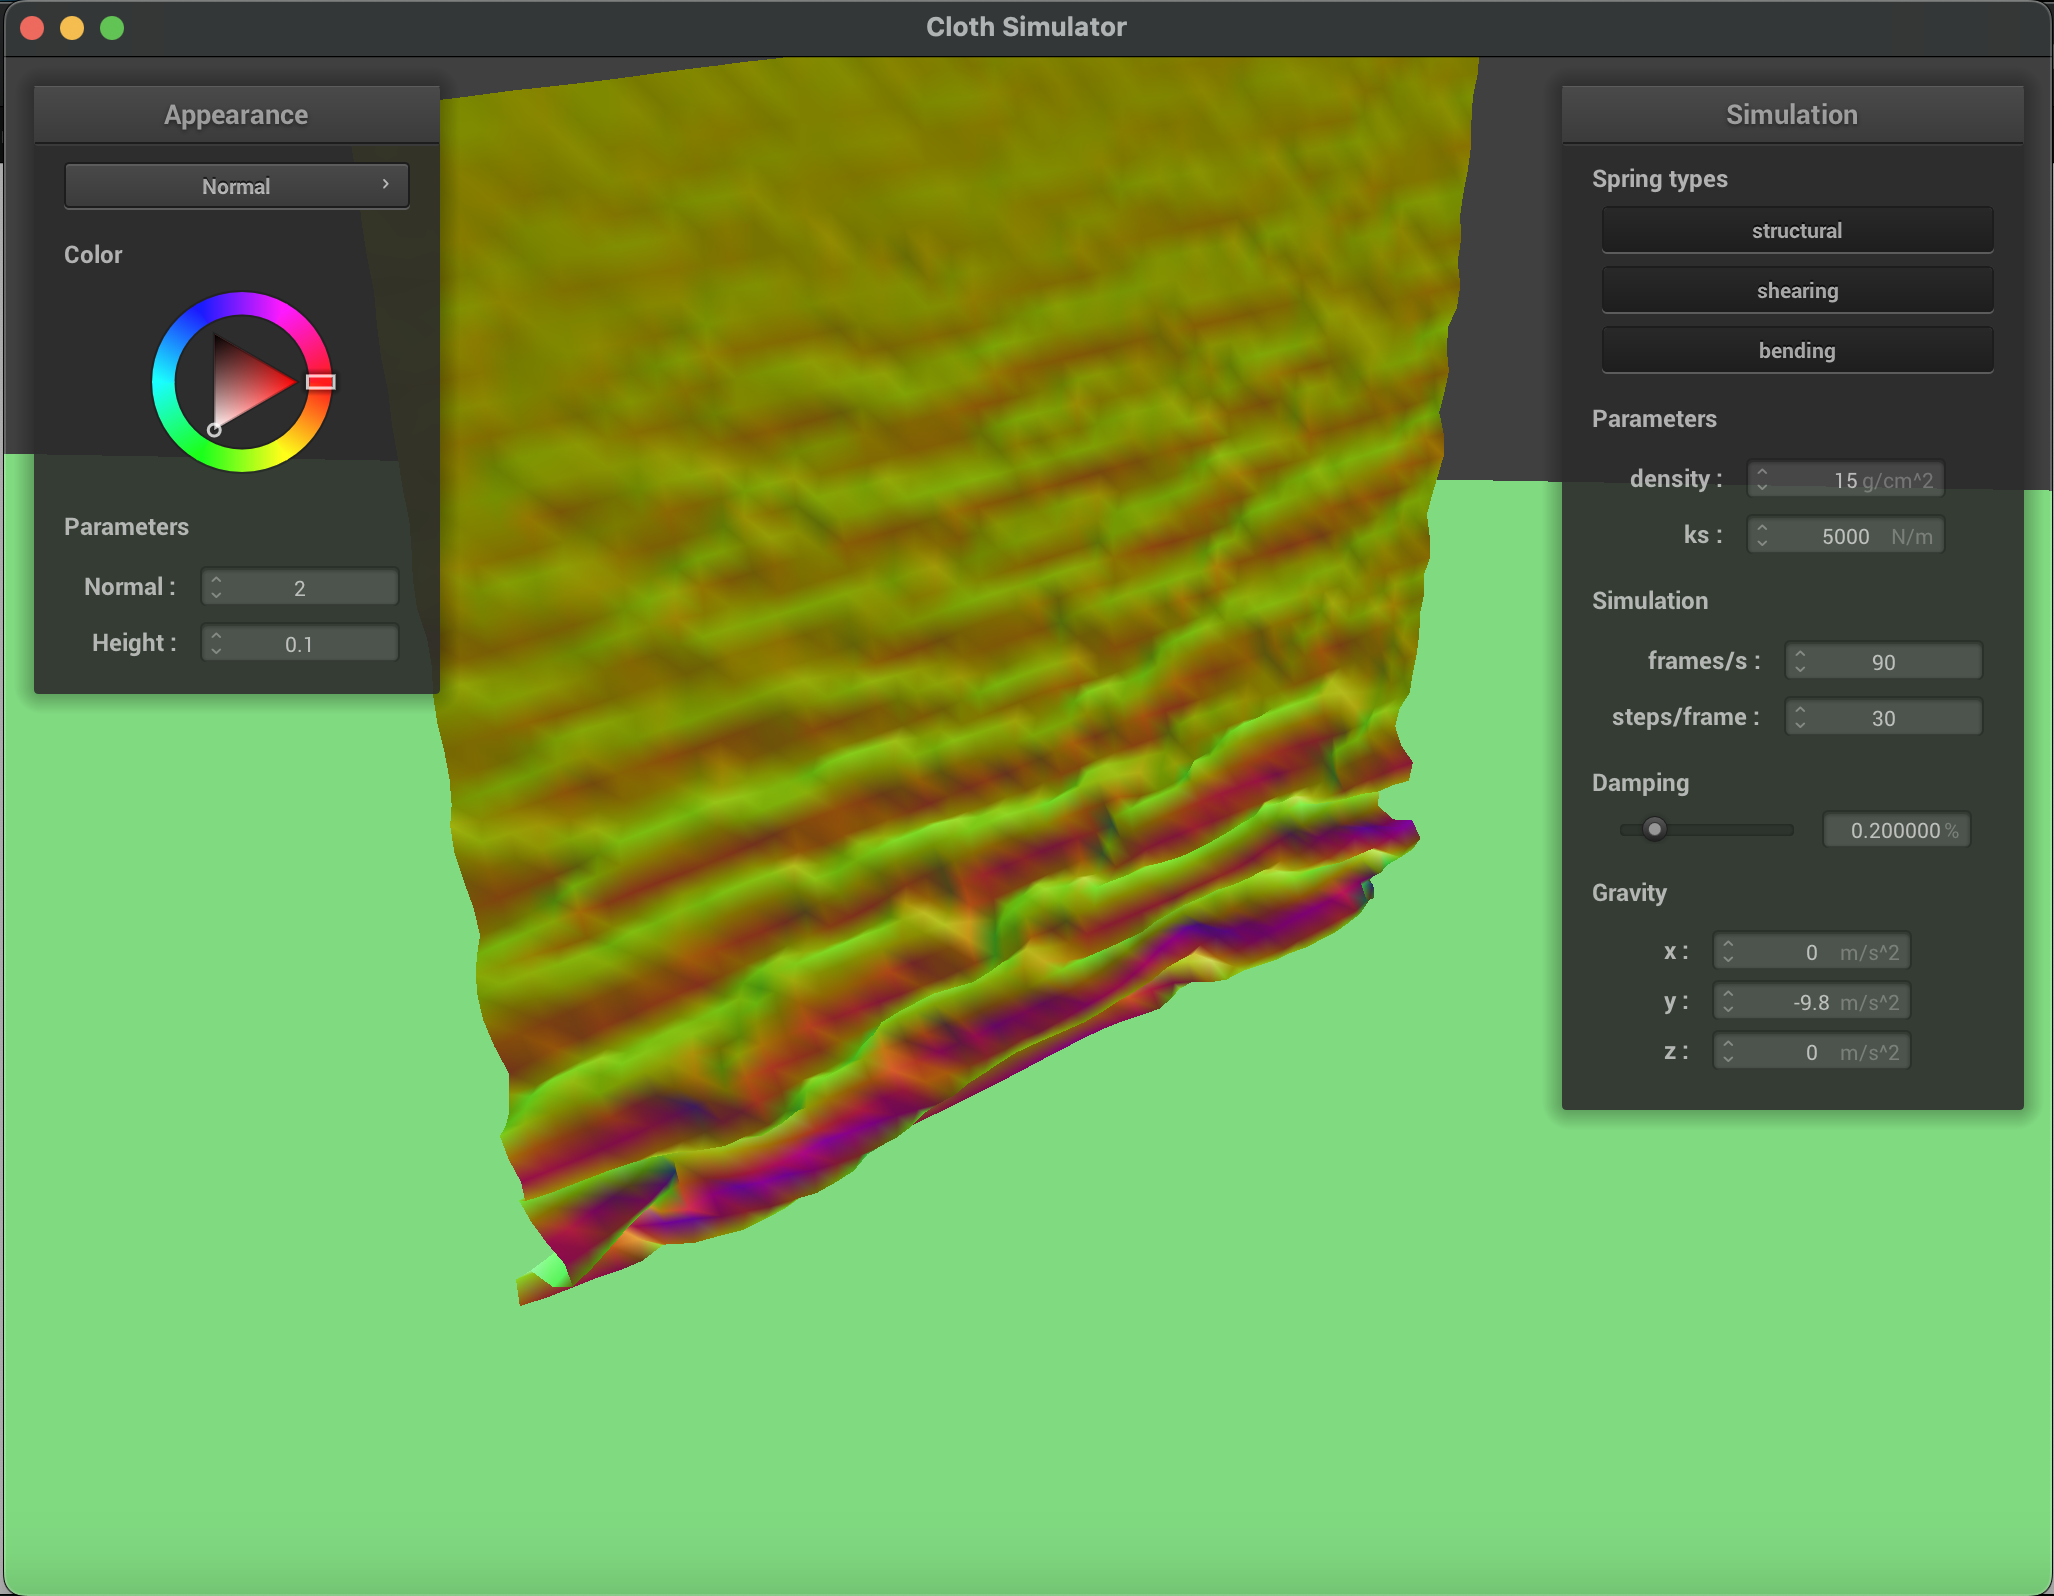 Cloth Simulator
Appearance
Normal
Color
Parameters
Normal : 2
Height : 0.1
Simulation
Spring types
structural
shearing
bending
Parameters
density : 15 g/cm^2
ks : 5000 N/m
Simulation
frames/s : 90
steps/frame : 30
Damping
0.200000 %
Gravity
x : 0 m/s^2
y : -9.8 m/s^2
z : 0 m/s^2